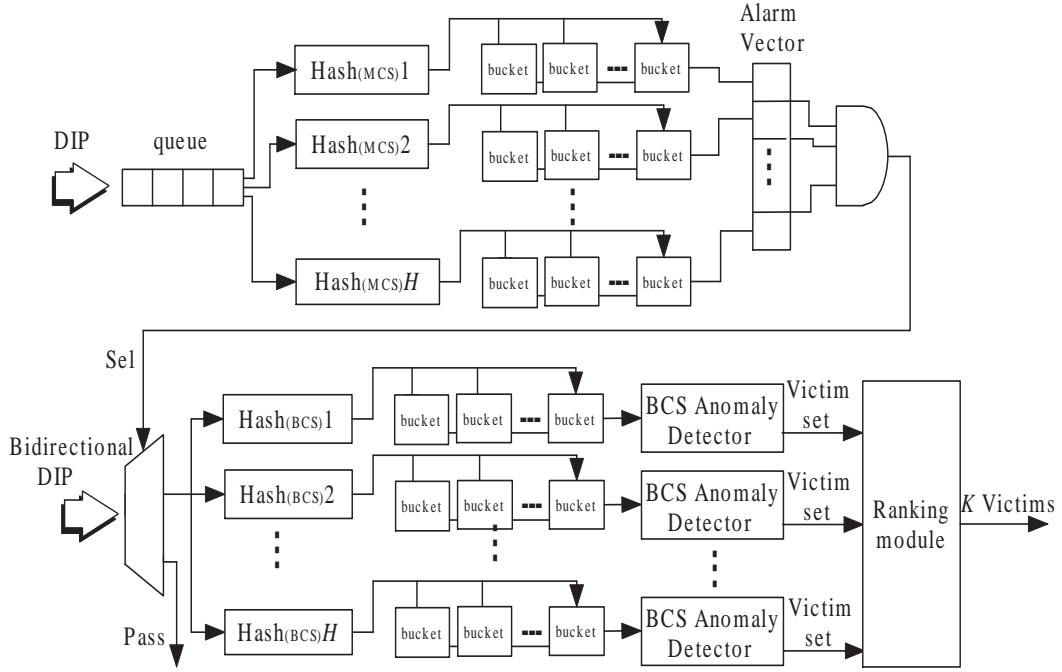 Alarm
Vector
Hash(MCS)1
bucket bucket bucket
DIP
queue
Hash(MCS)2
bucket bucket bucket
Hash(MCS)H
bucket bucket bucket
Sel
Bidirectional
DIP
Hash(BCS)1
bucket bucket bucket
BCS Anomaly
Detector
Victim
set
Hash(BCS)2
bucket bucket bucket
BCS Anomaly
Detector
Victim
set
Ranking
module
K Victims
Pass
Hash(BCS)H
bucket bucket bucket
BCS Anomaly
Detector
Victim
set